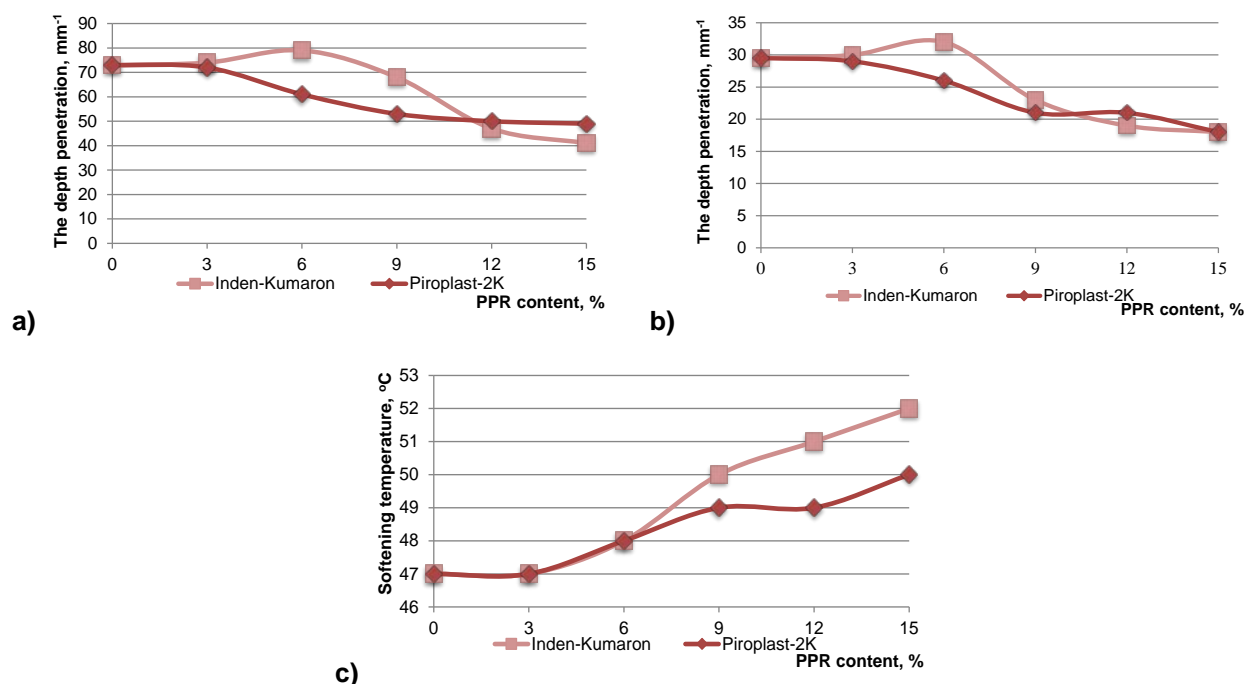 The depth penetration, mm-1
90
80
70
60
50
40
30
20
10
0
0 3 6 9 12 15
Inden-Kumaron Piroplast-2K
PPR content, %
a)
The depth penetration, mm-1
35
30
25
20
15
10
5
0
0 3 6 9 12 15
Inden-Kumaron Piroplast-2K
PPR content, %
b)
Softening temperature, ºC
53
52
51
50
49
48
47
46
0 3 6 9 12 15
Inden-Kumaron Piroplast-2K
PPR content, %
c)